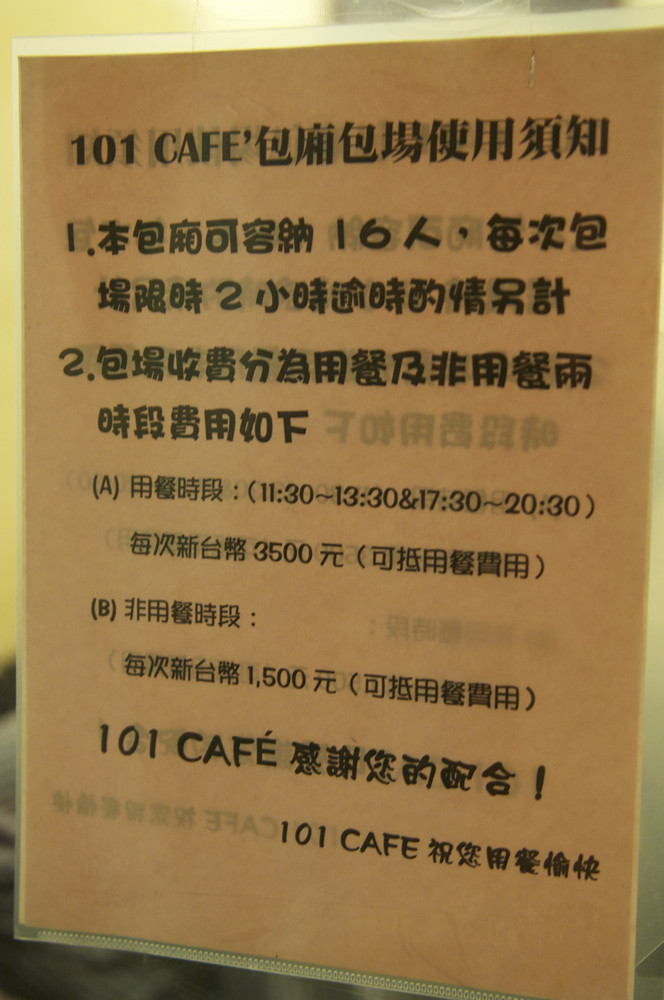 101 CAFE'包廂包場使用須知
1.本包廂可容納 16人，每次包
場限時 2 小時逾時酌情另計
2.包場收費分為用餐及非用餐兩
時段費用如下
(A) 用餐時段：(11:30~13:30&17:30~20:30)
每次新台幣 3500 元（可抵用餐費用）
(B) 非用餐時段：
每次新台幣 1,500 元（可抵用餐費用）
101 CAFÉ 感謝您的配合！
101 CAFE 祝您用餐愉快